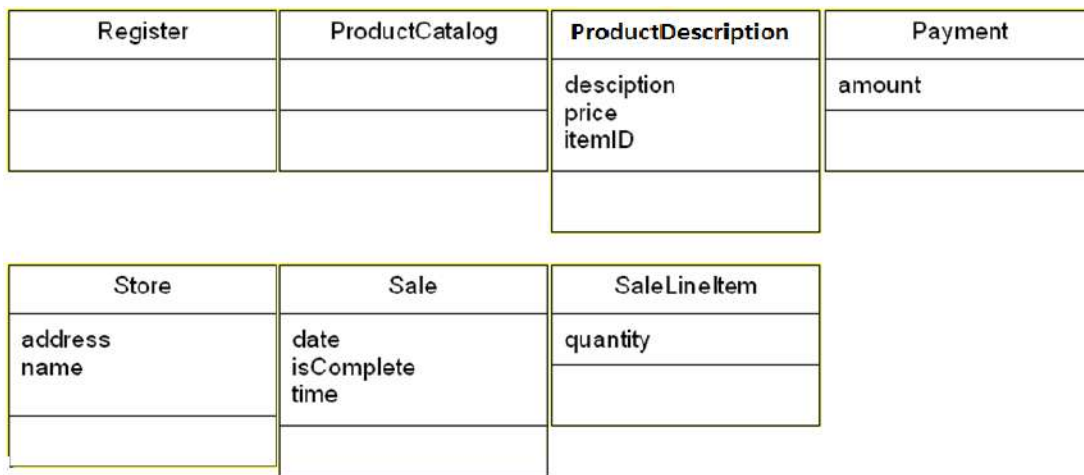 Register
ProductCatalog
ProductDescription
Payment
desciption
price
itemID
amount
Store
Sale
SaleLineItem
address
name
date
isComplete
time
quantity